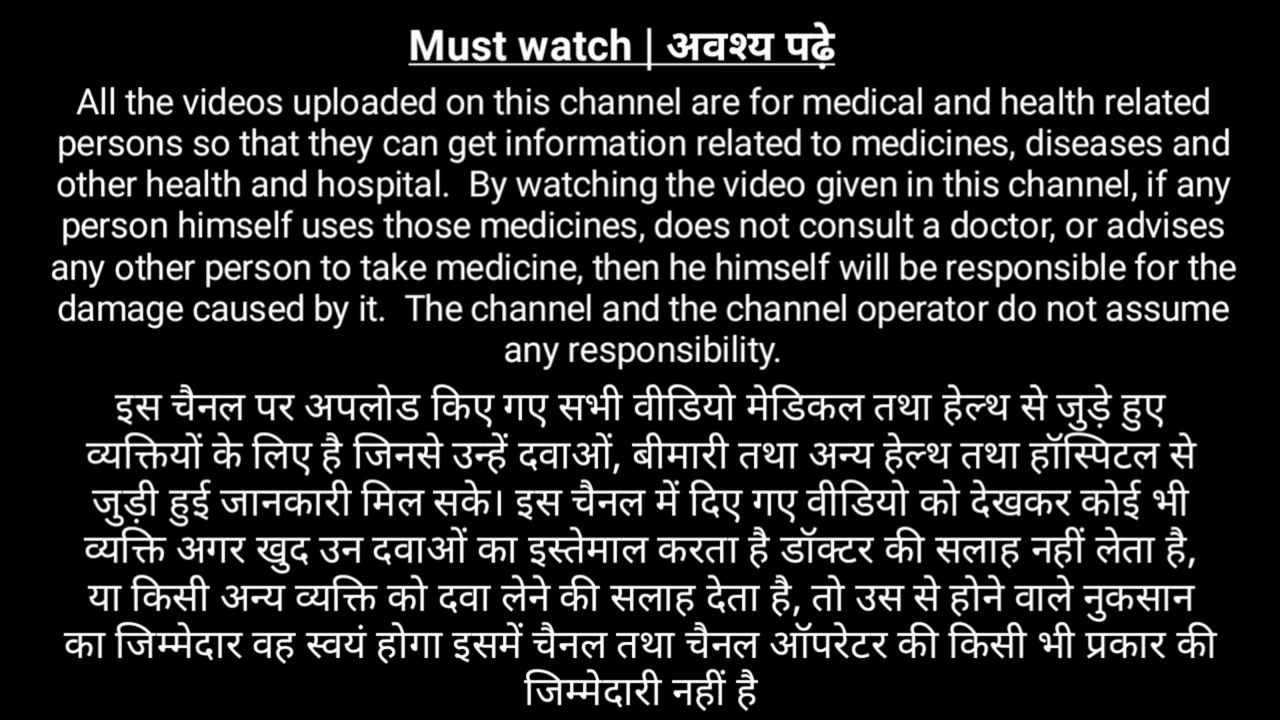 Must watch | अवश्य पढ़े
All the videos uploaded on this channel are for medical and health related
persons so that they can get information related to medicines, diseases and
other health and hospital.  By watching the video given in this channel, if any
person himself uses those medicines, does not consult a doctor, or advises
any other person to take medicine, then he himself will be responsible for the
damage caused by it.  The channel and the channel operator do not assume
any responsibility.
इस चैनल पर अपलोड किए गए सभी वीडियो मेडिकल तथा हेल्थ से जुड़े हुए
व्यक्तियों के लिए है जिनसे उन्हें दवाओं, बीमारी तथा अन्य हेल्थ तथा हॉस्पिटल से
जुड़ी हुई जानकारी मिल सके। इस चैनल में दिए गए वीडियो को देखकर कोई भी
व्यक्ति अगर खुद उन दवाओं का इस्तेमाल करता है डॉक्टर की सलाह नहीं लेता है,
या किसी अन्य व्यक्ति को दवा लेने की सलाह देता है, तो उस से होने वाले नुकसान
का जिम्मेदार वह स्वयं होगा इसमें चैनल तथा चैनल ऑपरेटर की किसी भी प्रकार की
जिम्मेदारी नहीं है